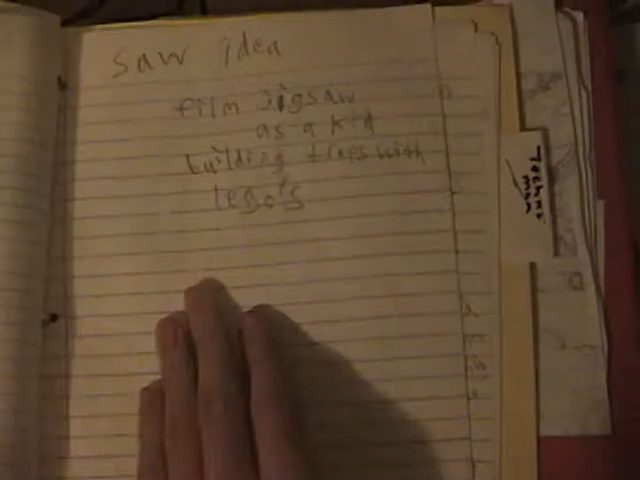 saw idea
film Jigsaw
as a kid
building traps with
lego's